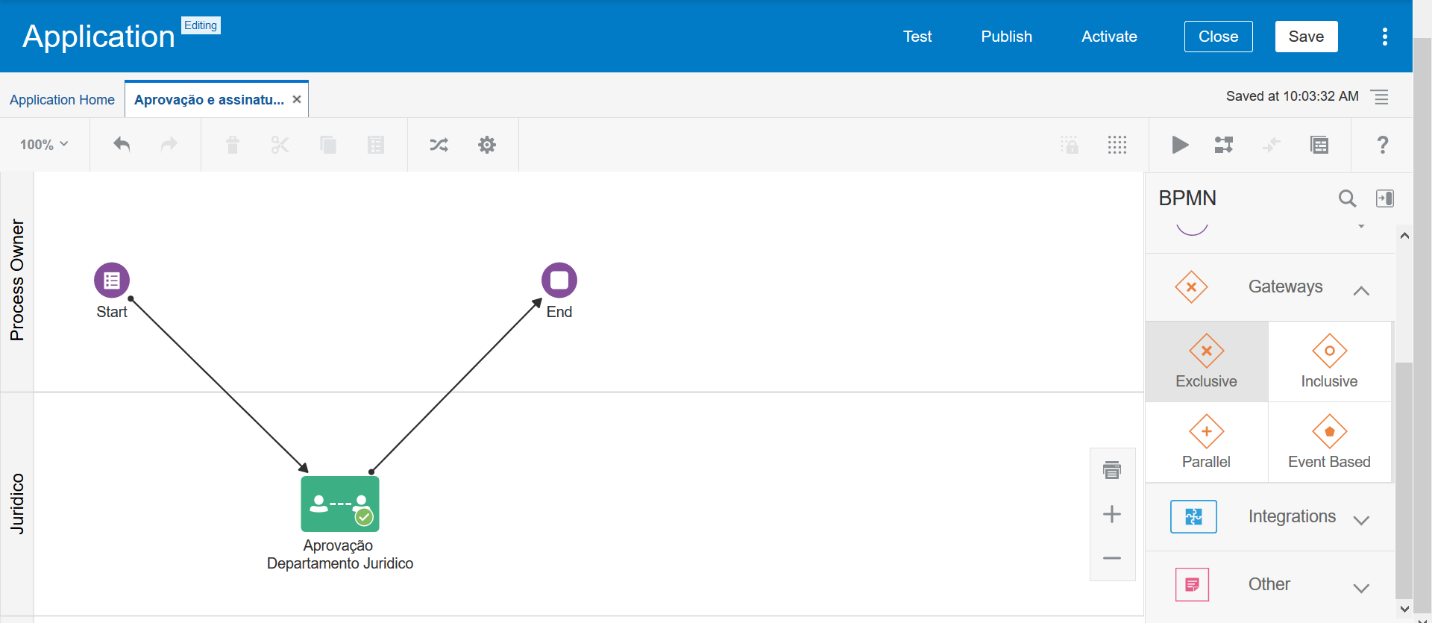 Application Editing
Test Publish Activate Close Save
Application Home Aprovação e assinatu...
Saved at 10:03:32 AM
100%
?
Process Owner
Start
End
Juridico
Aprovação
Departamento Juridico
BPMN
Gateways
Exclusive Inclusive
Parallel Event Based
Integrations
Other